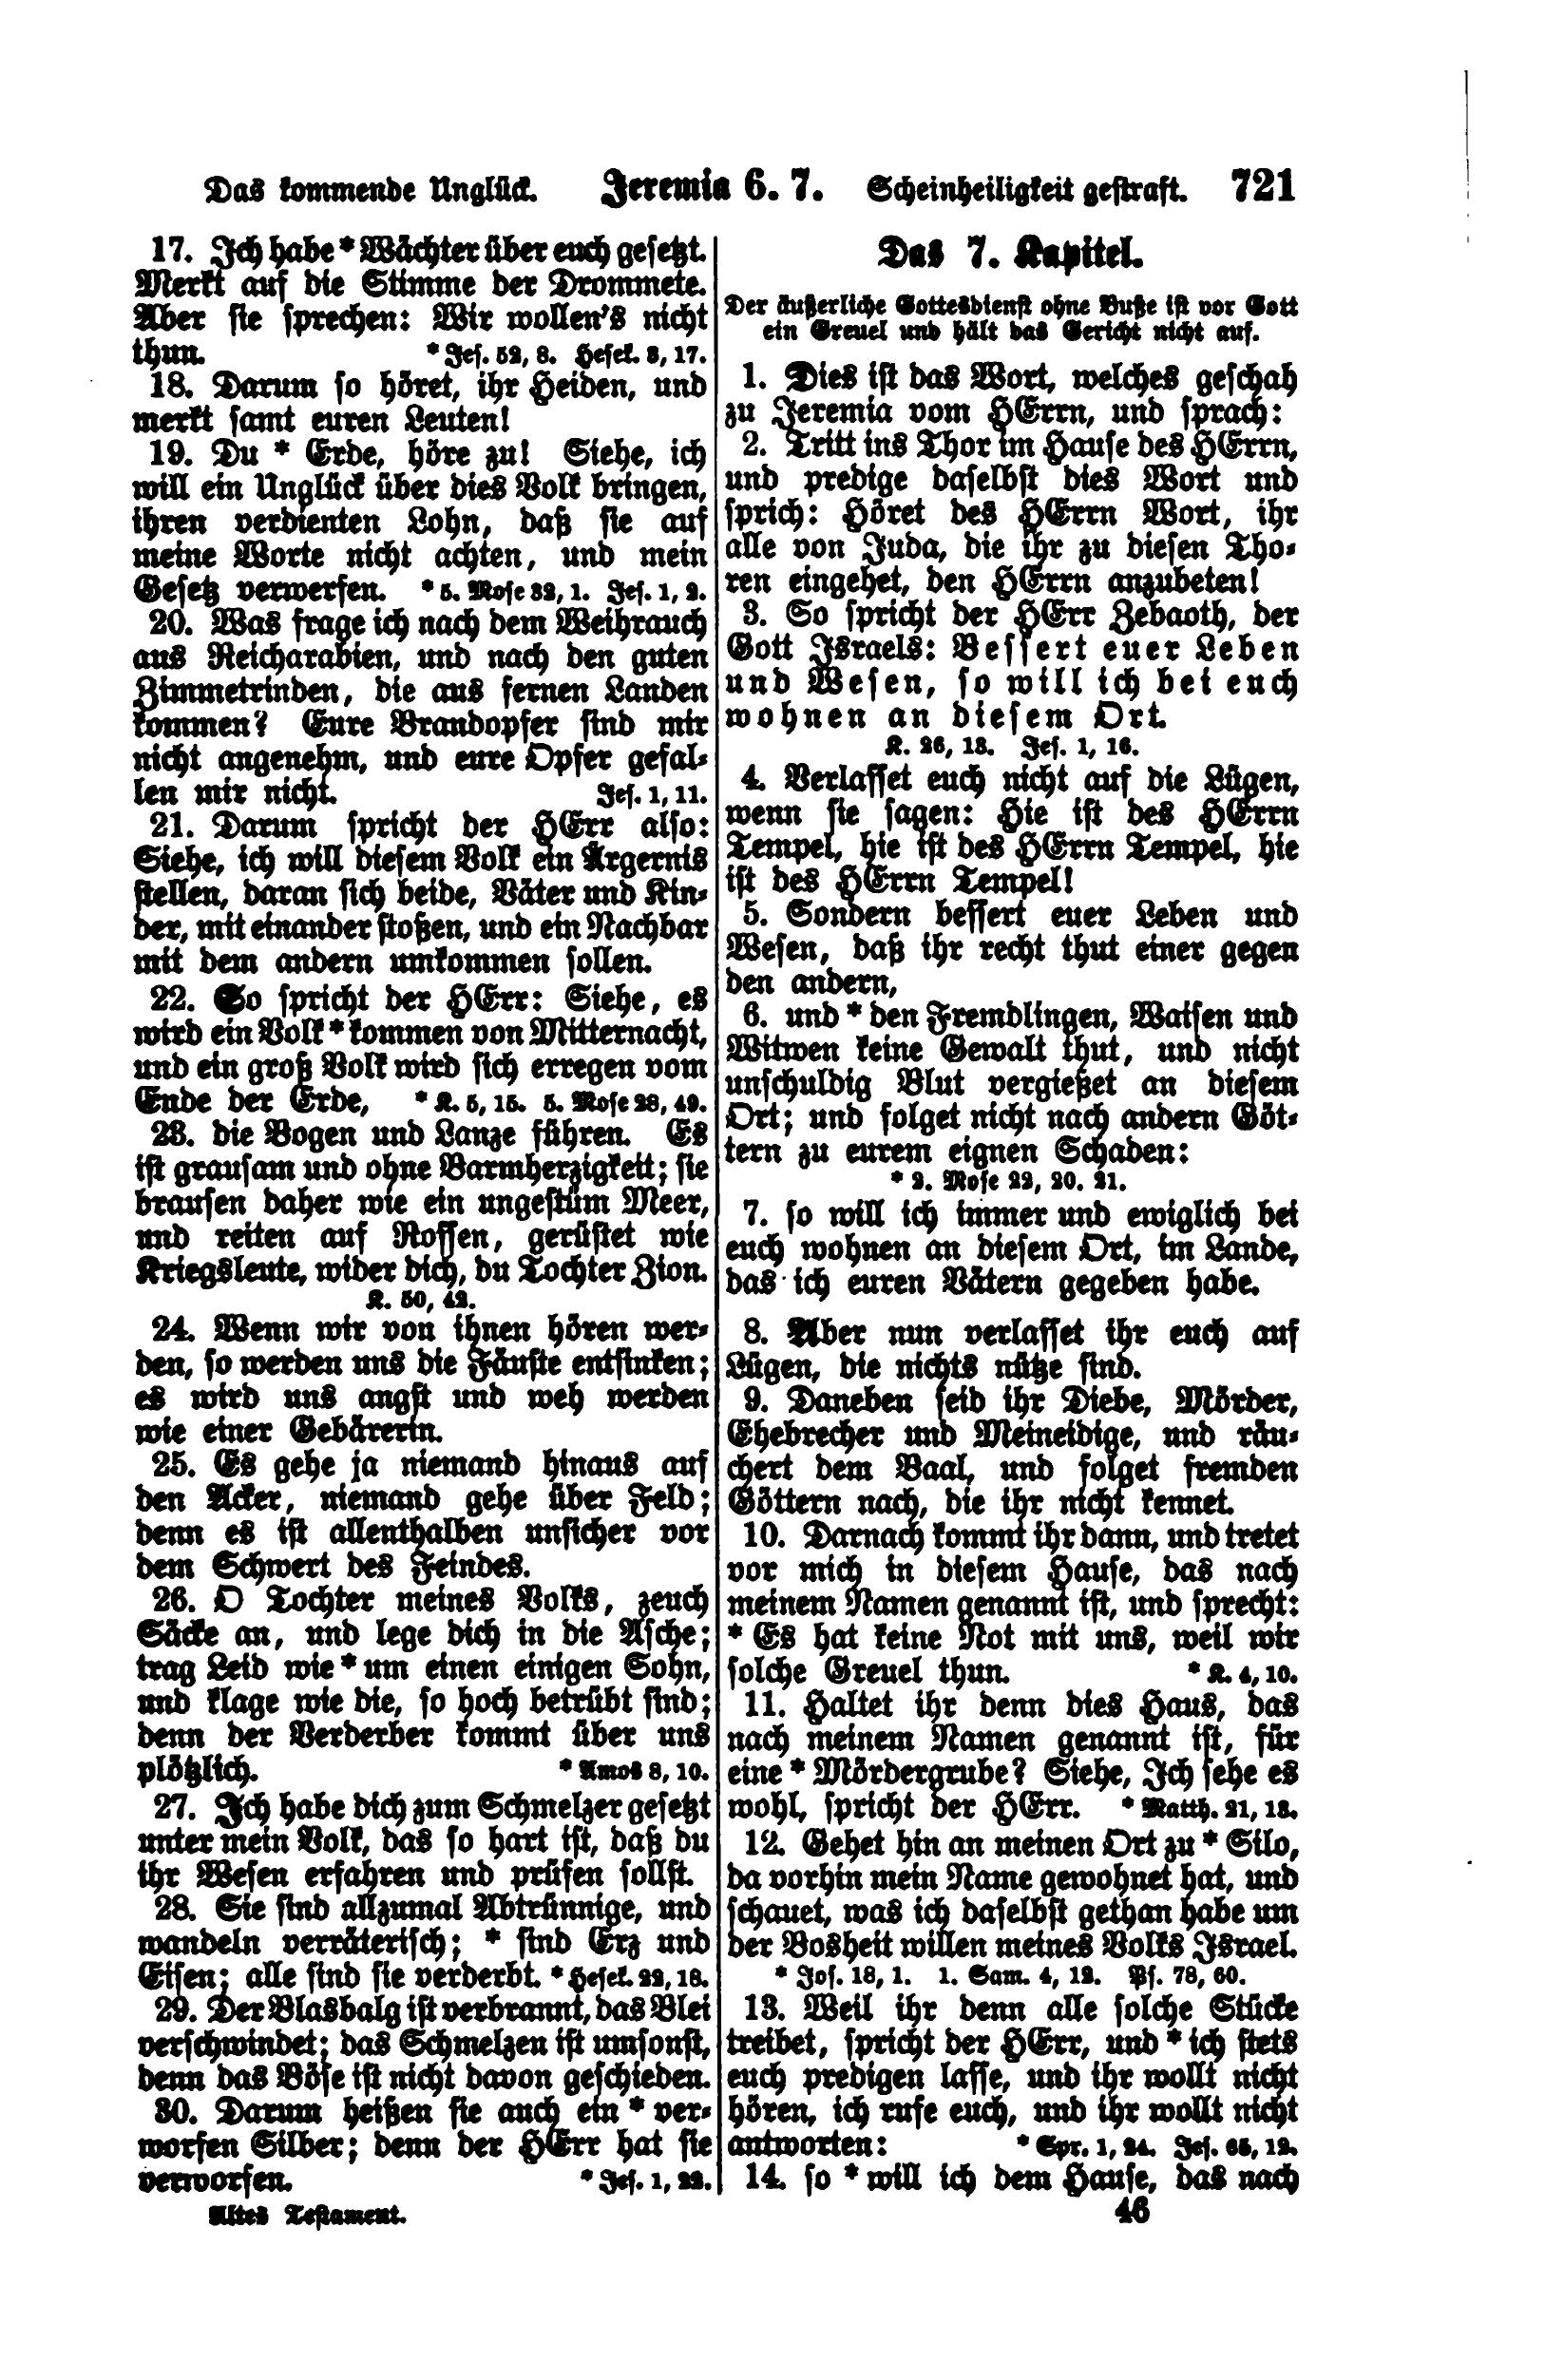 Das kommende Unglück. Jeremia 6. 7. Scheinheiligkeit gestraft. 721
17. Ich habe * Wächter über euch gesetzt.
Merkt auf die Stimme der Drommete.
Aber sie sprechen: Wir wollen's nicht
thun. * Jes. 52, 8. Hesek. 3, 17.
18. Darum so höret, ihr Heiden, und
merkt samt euren Leuten!
19. Du * Erde, höre zu! Siehe, ich
will ein Unglück über dies Volk bringen,
ihren verdienten Lohn, daß sie auf
meine Worte nicht achten, und mein
Gesetz verwerfen. * 5. Mose 32, 1. Jes. 1, 2.
20. Was frage ich nach dem Weihrauch
aus Reicharabien, und nach den guten
Zimmetrinden, die aus fernen Landen
kommen? Eure Brandopfer sind mir
nicht angenehm, und eure Opfer gefal-
len mir nicht. Jes. 1, 11.
21. Darum spricht der HErr also:
Siehe, ich will diesem Volk ein Ärgernis
stellen, daran sich beide, Väter und Kin-
der, mit einander stoßen, und ein Nachbar
mit dem andern umkommen sollen.
22. So spricht der HErr: Siehe, es
wird ein Volk * kommen von Mitternacht,
und ein groß Volk wird sich erregen vom
Ende der Erde, * K. 5, 15. 5. Mose 28, 49.
23. die Bogen und Lanze führen. Es
ist grausam und ohne Barmherzigkeit; sie
brausen daher wie ein ungestüm Meer,
und reiten auf Rossen, gerüstet wie
Kriegsleute, wider dich, du Tochter Zion.
K. 50, 42.
24. Wenn wir von ihnen hören wer-
den, so werden uns die Fäuste entsinken;
es wird uns angst und weh werden
wie einer Gebärerin.
25. Es gehe ja niemand hinaus auf
den Acker, niemand gehe über Feld;
denn es ist allenthalben unsicher vor
dem Schwert des Feindes.
26. O Tochter meines Volks, zeuch
Säcke an, und lege dich in die Asche;
trag Leid wie * um einen einigen Sohn,
und klage wie die, so hoch betrübt sind;
denn der Verderber kommt über uns
plötzlich. * Amos 8, 10.
27. Ich habe dich zum Schmelzer gesetzt
unter mein Volk, das so hart ist, daß du
ihr Wesen erfahren und prüfen sollst.
28. Sie sind allzumal Abtrünnige, und
wandeln verräterisch; * sind Erz und
Eisen; alle sind sie verderbt. * Hesek. 22, 18.
29. Der Blasbalg ist verbrannt, das Blei
verschwindet; das Schmelzen ist umsonst,
denn das Böse ist nicht davon geschieden.
30. Darum heißen sie auch ein * ver-
worfen Silber; denn der HErr hat sie
verworfen. * Jes. 1, 22.
Altes Testament.
Das 7. Kapitel.
Der äußerliche Gottesdienst ohne Buße ist vor Gott
ein Greuel und hält das Gericht nicht auf.
1. Dies ist das Wort, welches geschah
zu Jeremia vom HErrn, und sprach:
2. Tritt ins Thor im Hause des HErrn,
und predige daselbst dies Wort und
sprich: Höret des HErrn Wort, ihr
alle von Juda, die ihr zu diesen Tho-
ren eingehet, den HErrn anzubeten!
3. So spricht der HErr Zebaoth, der
Gott Israels: Bessert euer Leben
und Wesen, so will ich bei euch
wohnen an diesem Ort.
K. 26, 13. Jes. 1, 16.
4. Verlasset euch nicht auf die Lügen,
wenn sie sagen: Hie ist des HErrn
Tempel, hie ist des HErrn Tempel, hie
ist des HErrn Tempel!
5. Sondern bessert euer Leben und
Wesen, daß ihr recht thut einer gegen
den andern,
6. und * den Fremdlingen, Waisen und
Witwen keine Gewalt thut, und nicht
unschuldig Blut vergießet an diesem
Ort; und folget nicht nach andern Göt-
tern zu eurem eignen Schaden:
* 2. Mose 22, 20. 21.
7. so will ich immer und ewiglich bei
euch wohnen an diesem Ort, im Lande,
das ich euren Vätern gegeben habe.
8. Aber nun verlasset ihr euch auf
Lügen, die nichts nütze sind.
9. Daneben seid ihr Diebe, Mörder,
Ehebrecher und Meineidige, und räu-
chert dem Baal, und folget fremden
Göttern nach, die ihr nicht kennet.
10. Darnach kommt ihr dann, und tretet
vor mich in diesem Hause, das nach
meinem Namen genannt ist, und sprecht:
* Es hat keine Not mit uns, weil wir
solche Greuel thun. * K. 4, 10.
11. Haltet ihr denn dies Haus, das
nach meinem Namen genannt ist, für
eine * Mördergrube? Siehe, Ich sehe es
wohl, spricht der HErr. * Matth. 21, 13.
12. Gehet hin an meinen Ort zu * Silo,
da vorhin mein Name gewohnet hat, und
schauet, was ich daselbst gethan habe um
der Bosheit willen meines Volks Israel.
* Jos. 18, 1. 1. Sam. 4, 12. Ps. 78, 60.
13. Weil ihr denn alle solche Stücke
treibet, spricht der HErr, und * ich stets
euch predigen lasse, und ihr wollt nicht
hören, ich rufe euch, und ihr wollt nicht
antworten: * Spr. 1, 24. Jes. 65, 12.
14. so * will ich dem Hause, das nach
46